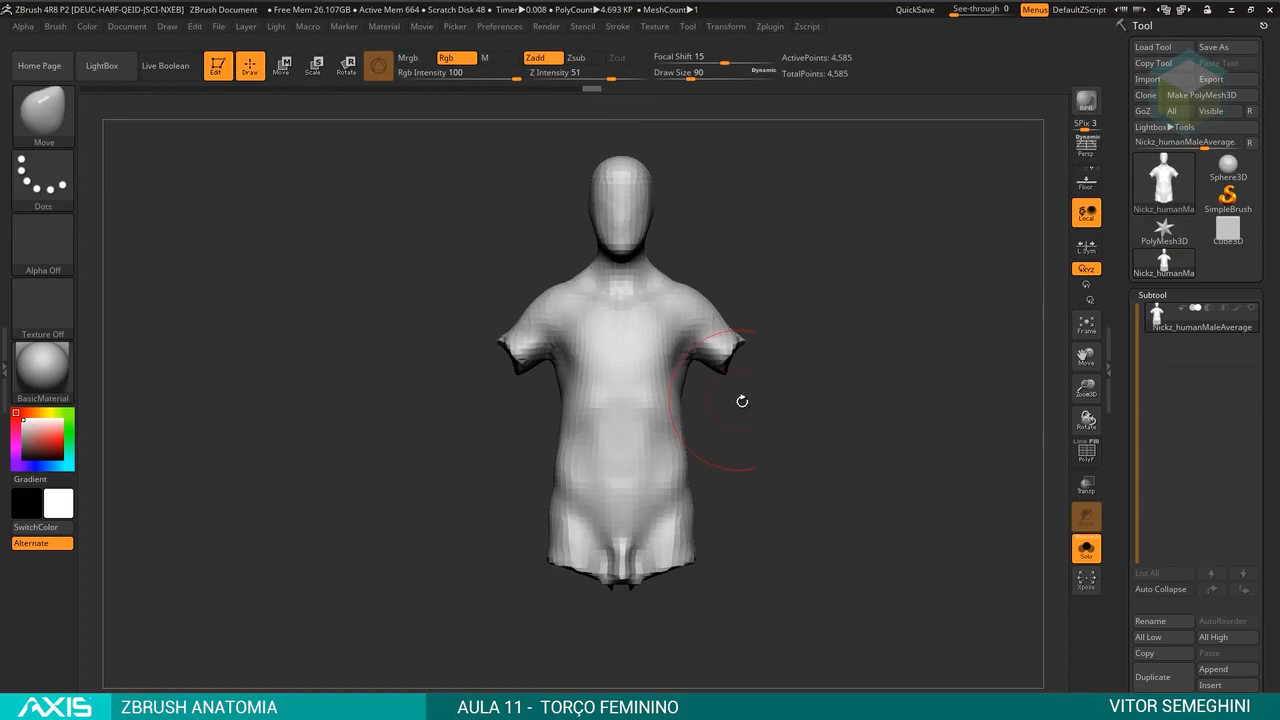 ZBrush 4R8 P2 [DEUC-HARF-QEID-JSCI-NXEB] ZBrush Document • Free Mem 26.107GB • Active Mem 664 • Scratch Disk 48 • Timer▶0.008 • PolyCount▶4.693 KP • MeshCount▶1 QuickSave See-through 0 Menus DefaultZScript
Alpha Brush Color Document Draw Edit File Layer Light Macro Marker Material Movie Picker Preferences Render Stencil Stroke Texture Tool Transform Zplugin Zscript
Tool
Load Tool Save As
Copy Tool Paste Tool
Import Export
Clone Make PolyMesh3D
GoZ All Visible R
Lightbox▶Tools
Nickz_humanMaleAverage. R
Nickz_humanMa
Sphere3D
SimpleBrush
PolyMesh3D
Cube3D
Nickz_humanMa
Subtool
Nickz_humanMaleAverage
List All
Auto Collapse
Rename AutoReorder
All Low All High
Copy Paste
Duplicate
Append
Insert
Home Page LightBox Live Boolean
Edit Draw Move Scale Rotate
Mrgb Rgb M
Rgb Intensity 100
Zadd Zsub Zcut
Z Intensity 51
Focal Shift 15
Draw Size 90 Dynamic
ActivePoints: 4,585
TotalPoints: 4,585
Move
Dots
Alpha Off
Texture Off
BasicMaterial
Gradient
SwitchColor
Alternate
BPR
SPix 3
Dynamic
Persp
Floor
Local
L.Sym
XYZ
Frame
Move
Zoom3D
Rotate
Line Fill
PolyF
Transp
Solo
Xpose
AXIS ZBRUSH ANATOMIA AULA 11 - TORÇO FEMININO VITOR SEMEGHINI